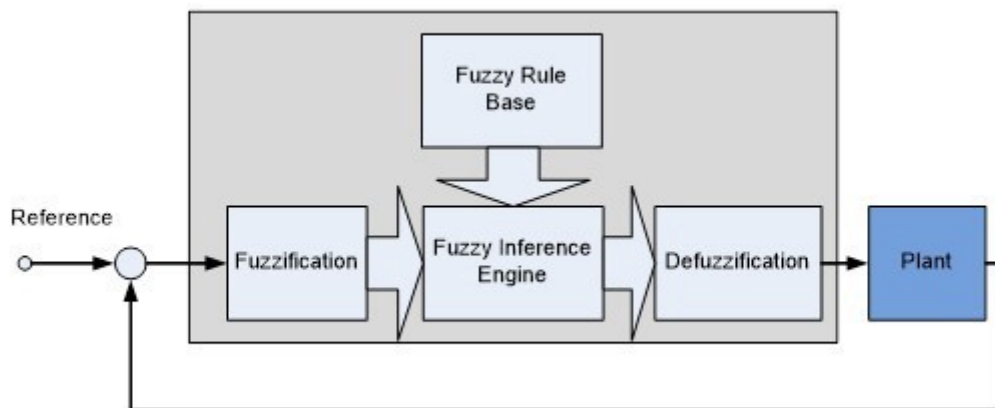 Fuzzy Rule
Base
Reference
Fuzzification
Fuzzy Inference
Engine
Defuzzification
Plant